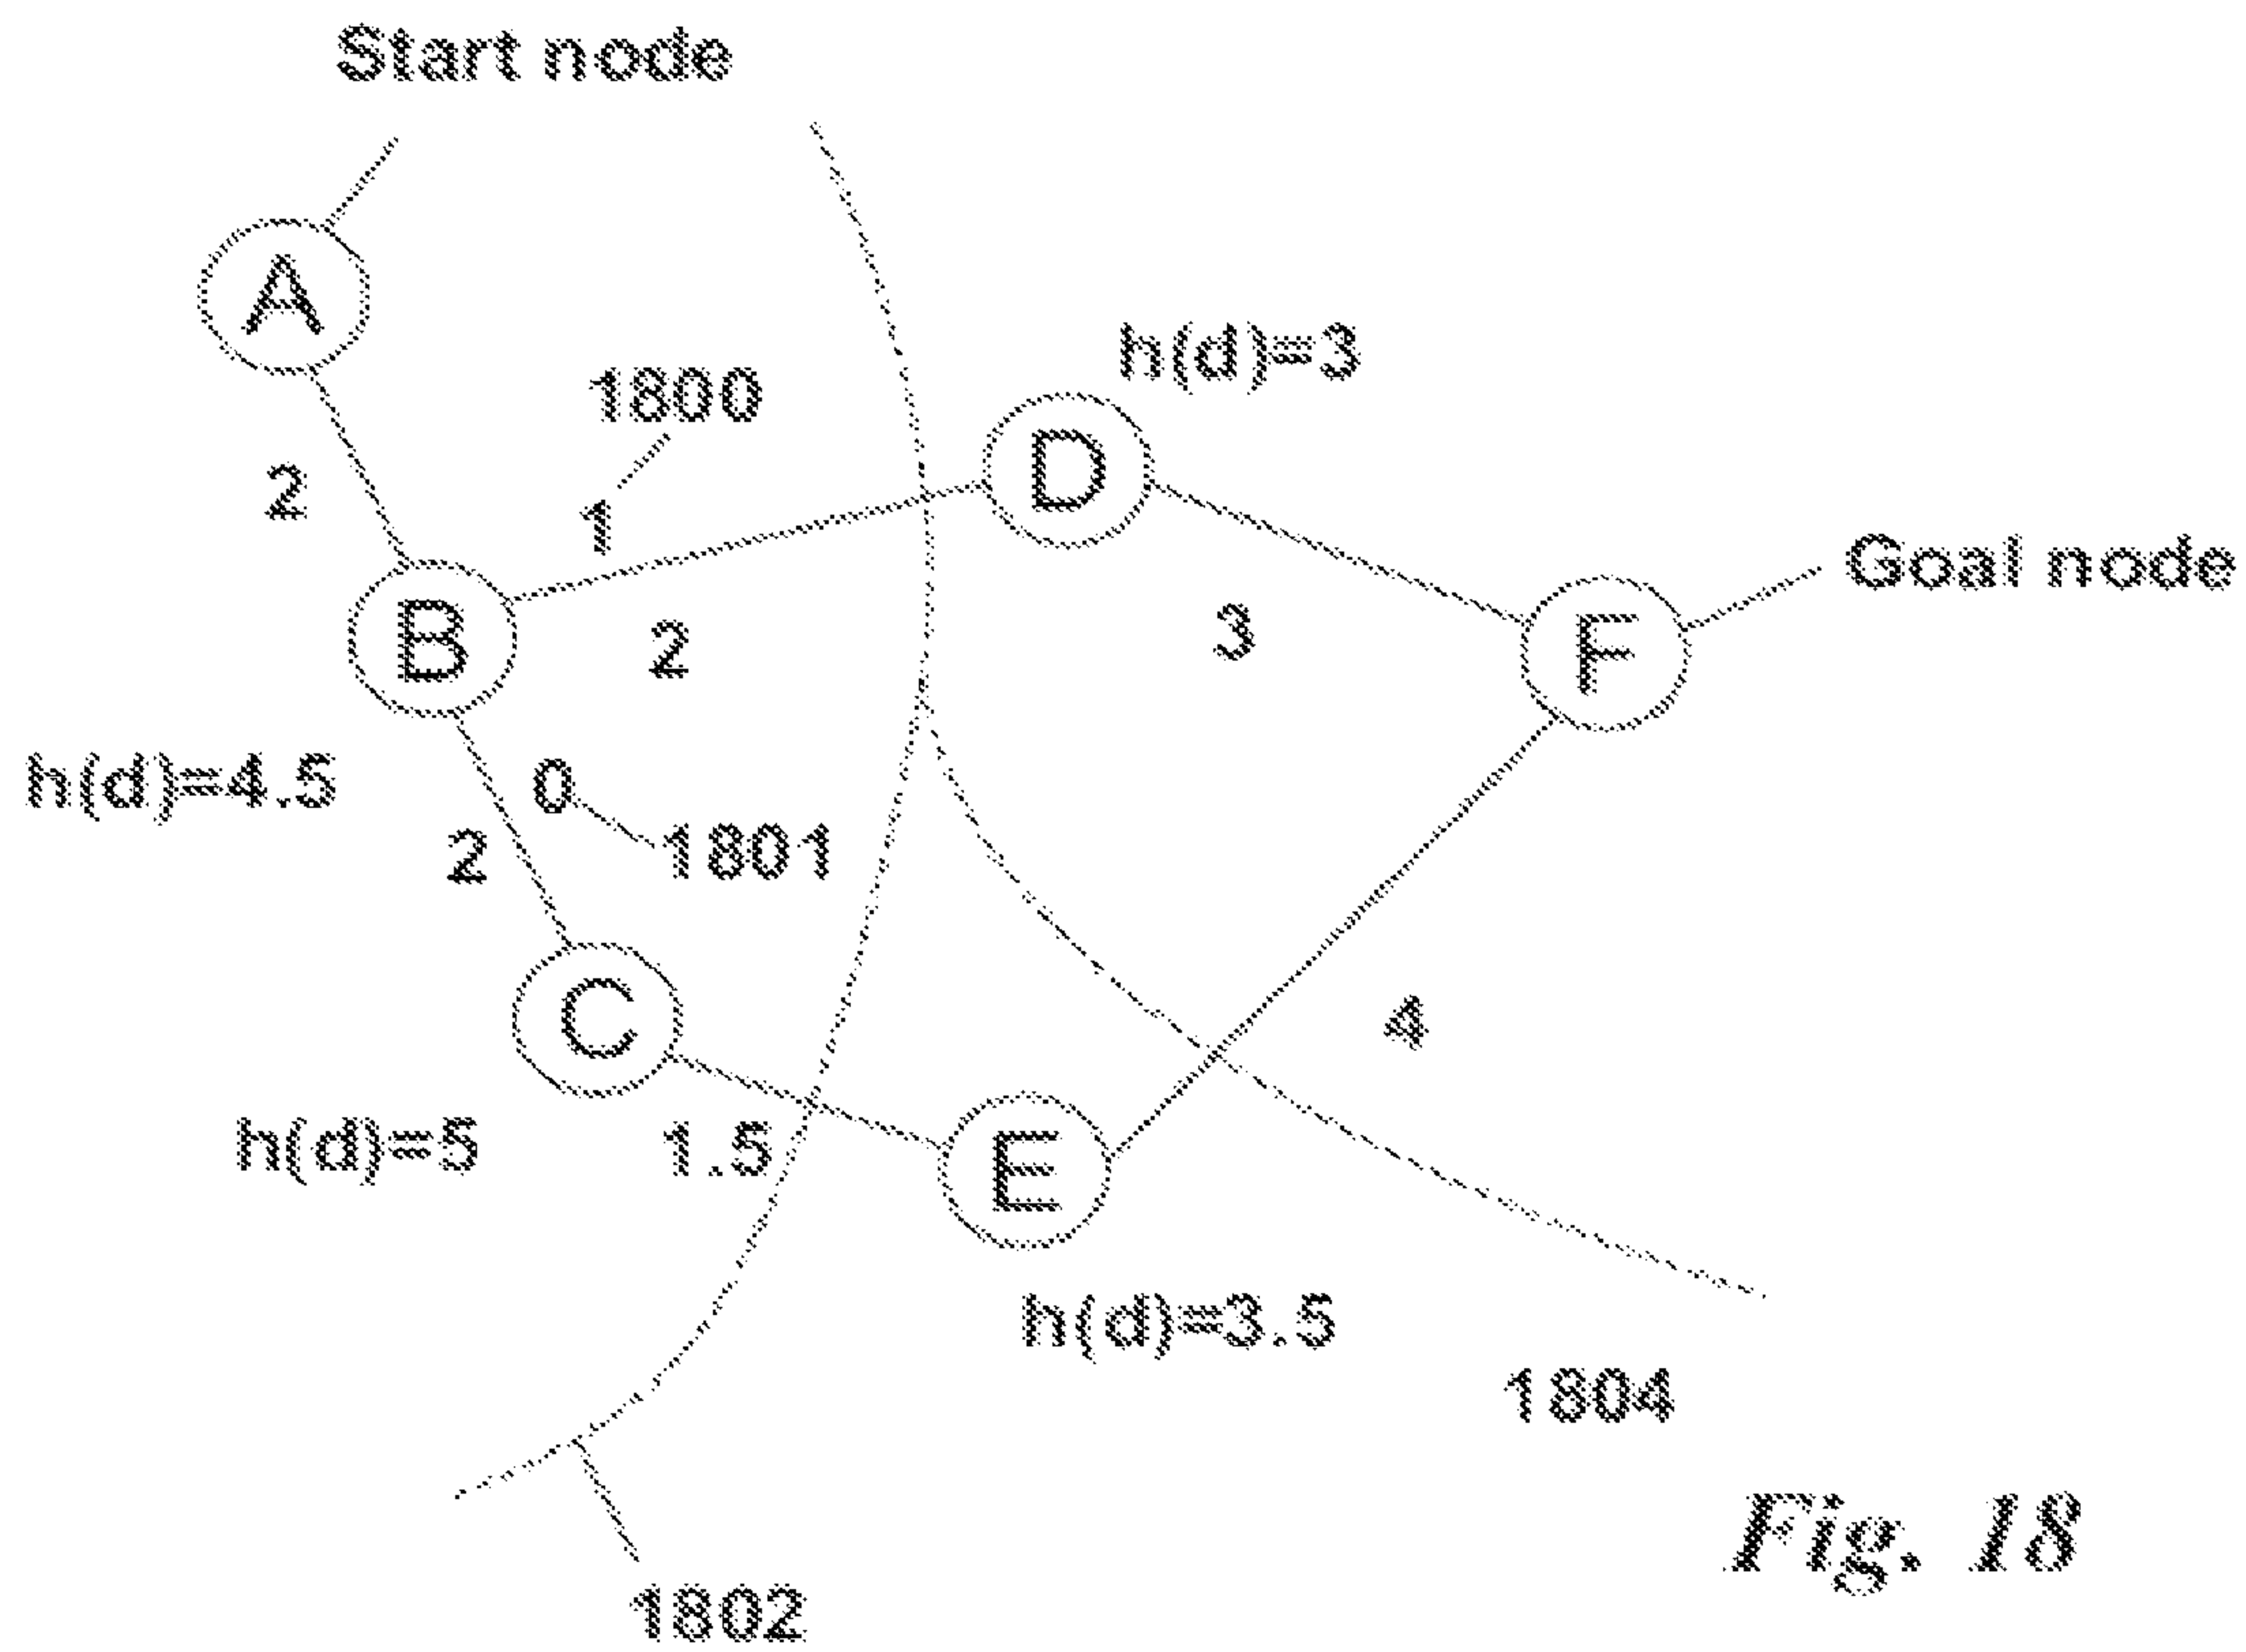 Start node
A
h(d)=3
1800
D
2
1
Goal node
B
2
3
F
h(d)=4.5
0
2
1801
C
4
h(d)=5
1.5
E
h(d)=3.5
1804
Fig. 18
1802